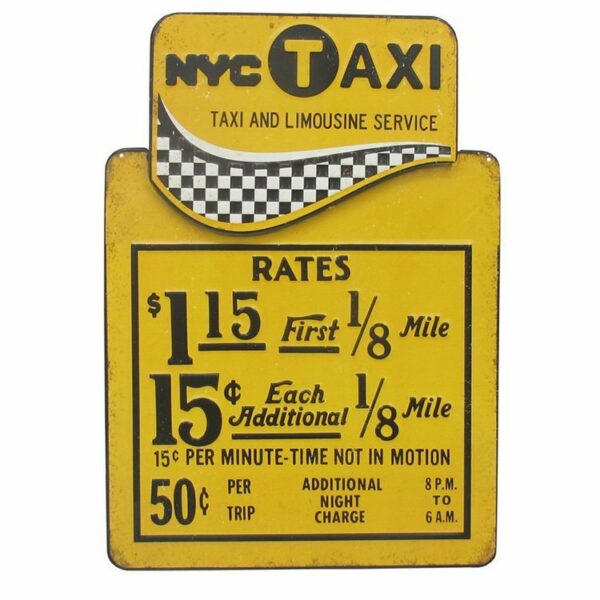 NYC TAXI
TAXI AND LIMOUSINE SERVICE
RATES
$1 15 First 1/8 Mile
15¢ Each Additional 1/8 Mile
15¢ PER MINUTE-TIME NOT IN MOTION
50¢ PER TRIP ADDITIONAL NIGHT CHARGE 8 P.M. TO 6 A.M.